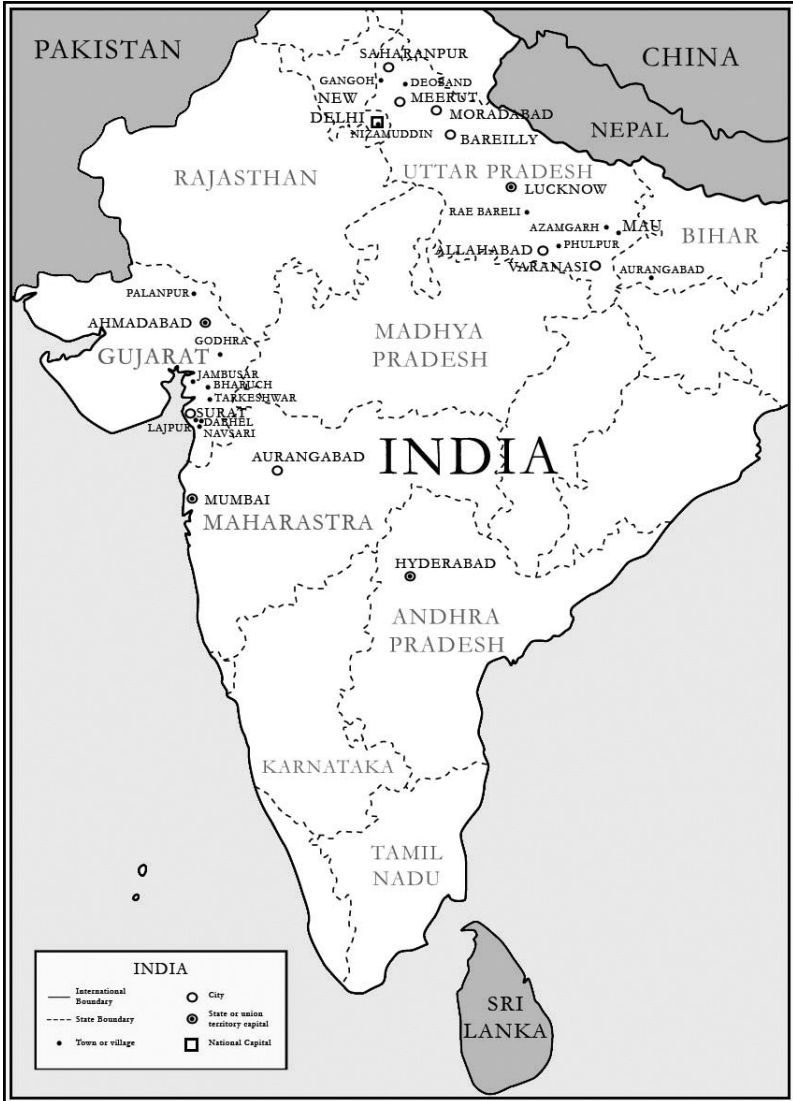 PAKISTAN
CHINA
NEPAL
SAHARANPUR
GANGOH
DEOBAND
NEW
DELHI
MEERUT
MORADABAD
NIZAMUDDIN
BAREILLY
RAJASTHAN
UTTAR PRADESH
LUCKNOW
RAE BARELI
AZAMGARH
MAU
BIHAR
ALLAHABAD
PHULPUR
VARANASI
AURANGABAD
PALANPUR
AHMADABAD
GODHRA
GUJARAT
MADHYA
PRADESH
JAMBUSAR
BHARUCH
TARKESHWAR
SURAT
LAJPUR
DABHEL
NAVSARI
AURANGABAD
INDIA
MUMBAI
MAHARASTRA
HYDERABAD
ANDHRA
PRADESH
KARNATAKA
TAMIL
NADU
SRI
LANKA
INDIA
International
Boundary
State Boundary
Town or village
City
State or union
territory capital
National Capital